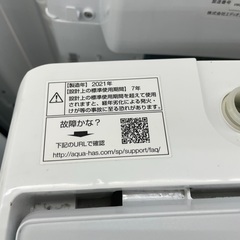 【製造年】2021年
【設計上の標準使用期間】7年
設計上の標準使用期間を超えて使用
されますと、経年劣化による発火・
けが等の事故に至る恐れがあります。
故障かな?
下記のURLで確認
http://aqua-has.com/sp/support/faq/